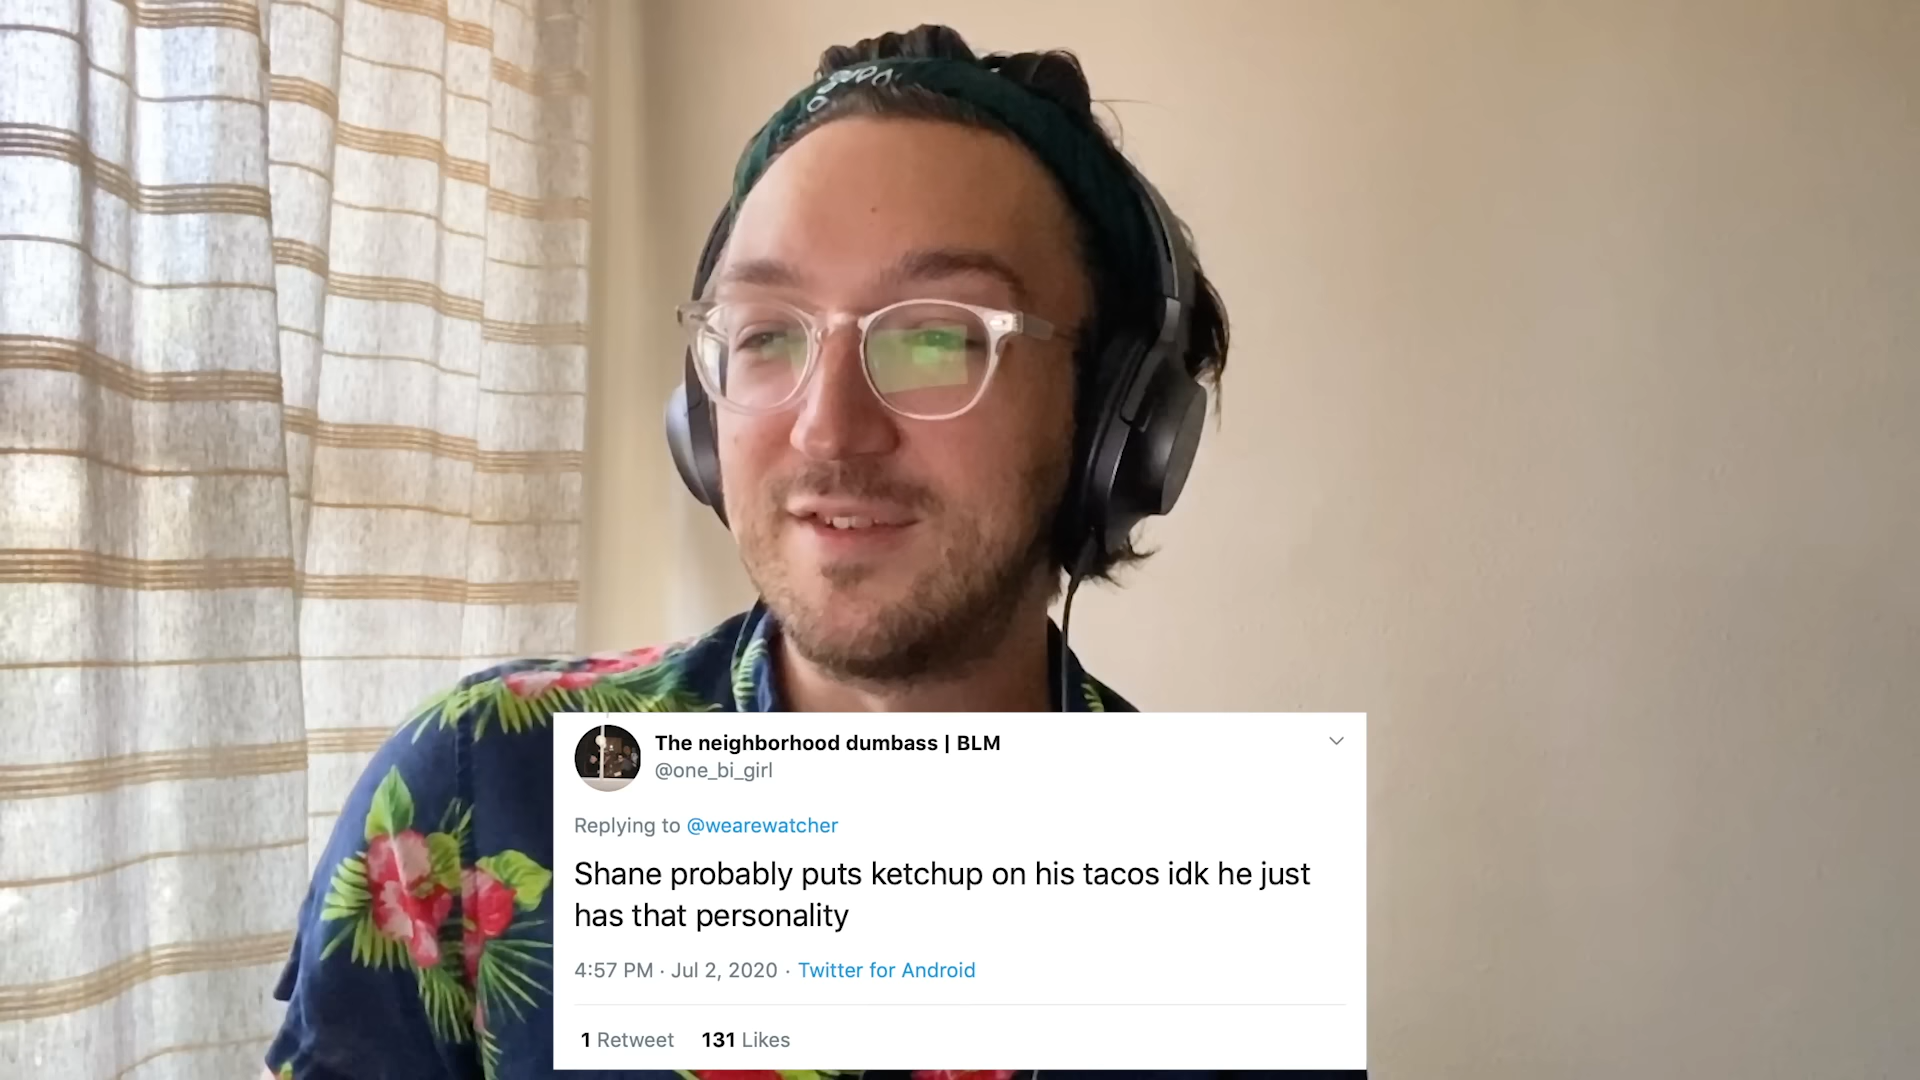 The neighborhood dumbass | BLM
@one_bi_girl
Replying to @wearewatcher
Shane probably puts ketchup on his tacos idk he just
has that personality
4:57 PM · Jul 2, 2020 · Twitter for Android
1 Retweet 131 Likes